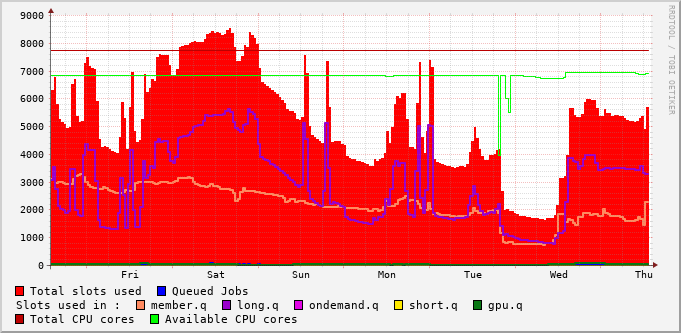 9000
8000
7000
6000
5000
4000
3000
2000
1000
0
Fri Sat Sun Mon Tue Wed Thu
Total slots used Queued Jobs
Slots used in : member.q long.q ondemand.q short.q gpu.q
Total CPU cores Available CPU cores
RRDTOOL / TOBI OETIKER